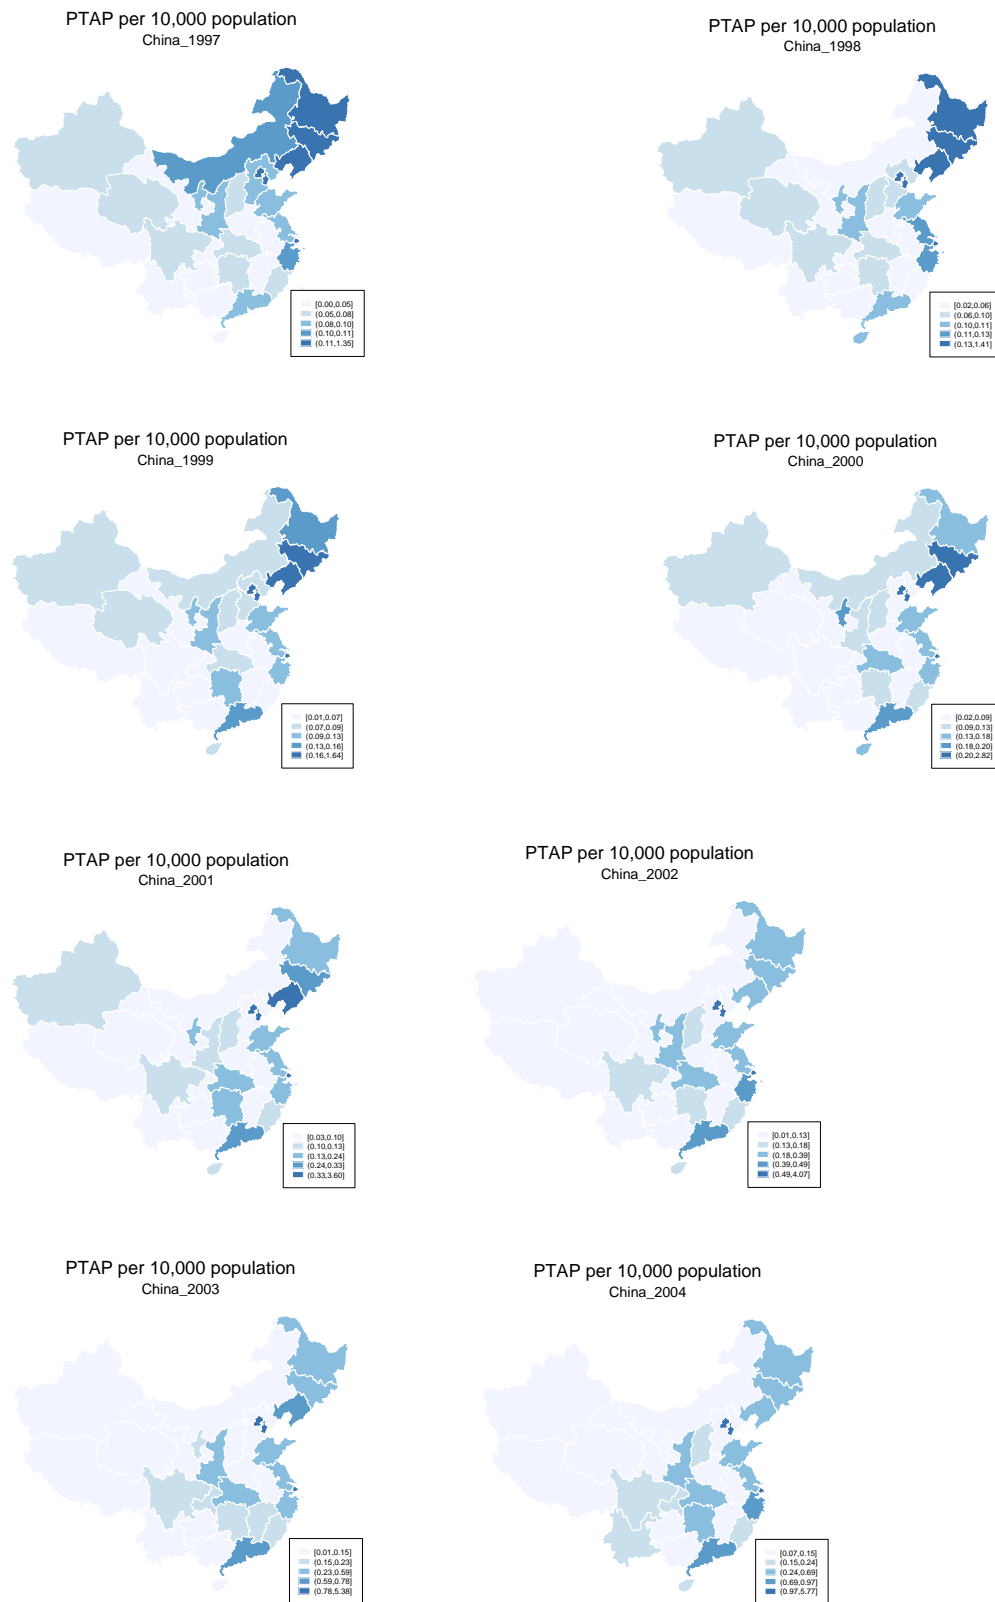 PTAP per 10,000 population
China_1997
[0.00,0.05]
(0.05,0.08]
(0.08,0.10]
(0.10,0.11]
(0.11,1.35]
PTAP per 10,000 population
China_1998
[0.02,0.06]
(0.06,0.10]
(0.10,0.11]
(0.11,0.13]
(0.13,1.41]
PTAP per 10,000 population
China_1999
[0.01,0.07]
(0.07,0.09]
(0.09,0.13]
(0.13,0.16]
(0.16,1.64]
PTAP per 10,000 population
China_2000
[0.02,0.09]
(0.09,0.13]
(0.13,0.18]
(0.18,0.20]
(0.20,2.82]
PTAP per 10,000 population
China_2001
[0.03,0.10]
(0.10,0.13]
(0.13,0.24]
(0.24,0.33]
(0.33,3.60]
PTAP per 10,000 population
China_2002
[0.01,0.13]
(0.13,0.18]
(0.18,0.39]
(0.39,0.49]
(0.49,4.07]
PTAP per 10,000 population
China_2003
[0.01,0.15]
(0.15,0.23]
(0.23,0.59]
(0.59,0.78]
(0.78,5.38]
PTAP per 10,000 population
China_2004
[0.07,0.15]
(0.15,0.24]
(0.24,0.69]
(0.69,0.97]
(0.97,5.77]